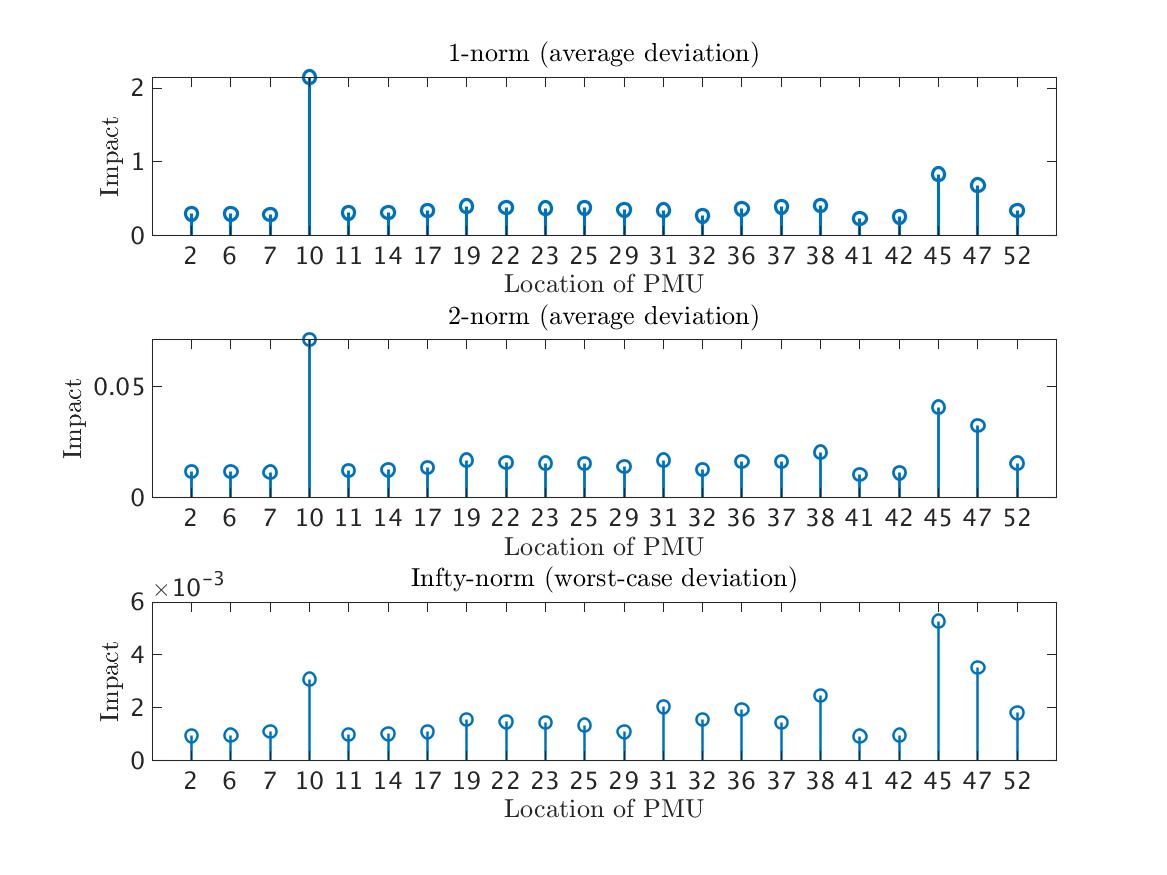 1-norm (average deviation)
2
1
0
Impact
2 6 7 10 11 14 17 19 22 23 25 29 31 32 36 37 38 41 42 45 47 52
Location of PMU
2-norm (average deviation)
0.05
0
Impact
2 6 7 10 11 14 17 19 22 23 25 29 31 32 36 37 38 41 42 45 47 52
Location of PMU
Infty-norm (worst-case deviation)
×10⁻³
6
4
2
0
Impact
2 6 7 10 11 14 17 19 22 23 25 29 31 32 36 37 38 41 42 45 47 52
Location of PMU